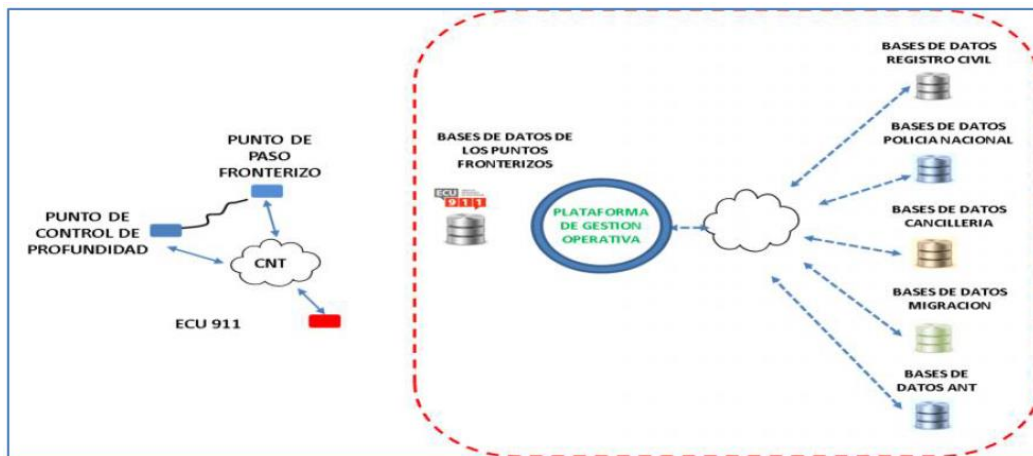 PUNTO DE
PASO
FRONTERIZO
PUNTO DE
CONTROL DE
PROFUNDIDAD
CNT
ECU 911
BASES DE DATOS DE
LOS PUNTOS
FRONTERIZOS
ECU
911
PLATAFORMA
DE GESTION
OPERATIVA
BASES DE DATOS
REGISTRO CIVIL
BASES DE DATOS
POLICIA NACIONAL
BASES DE DATOS
CANCILLERIA
BASES DE DATOS
MIGRACION
BASES DE
DATOS ANT